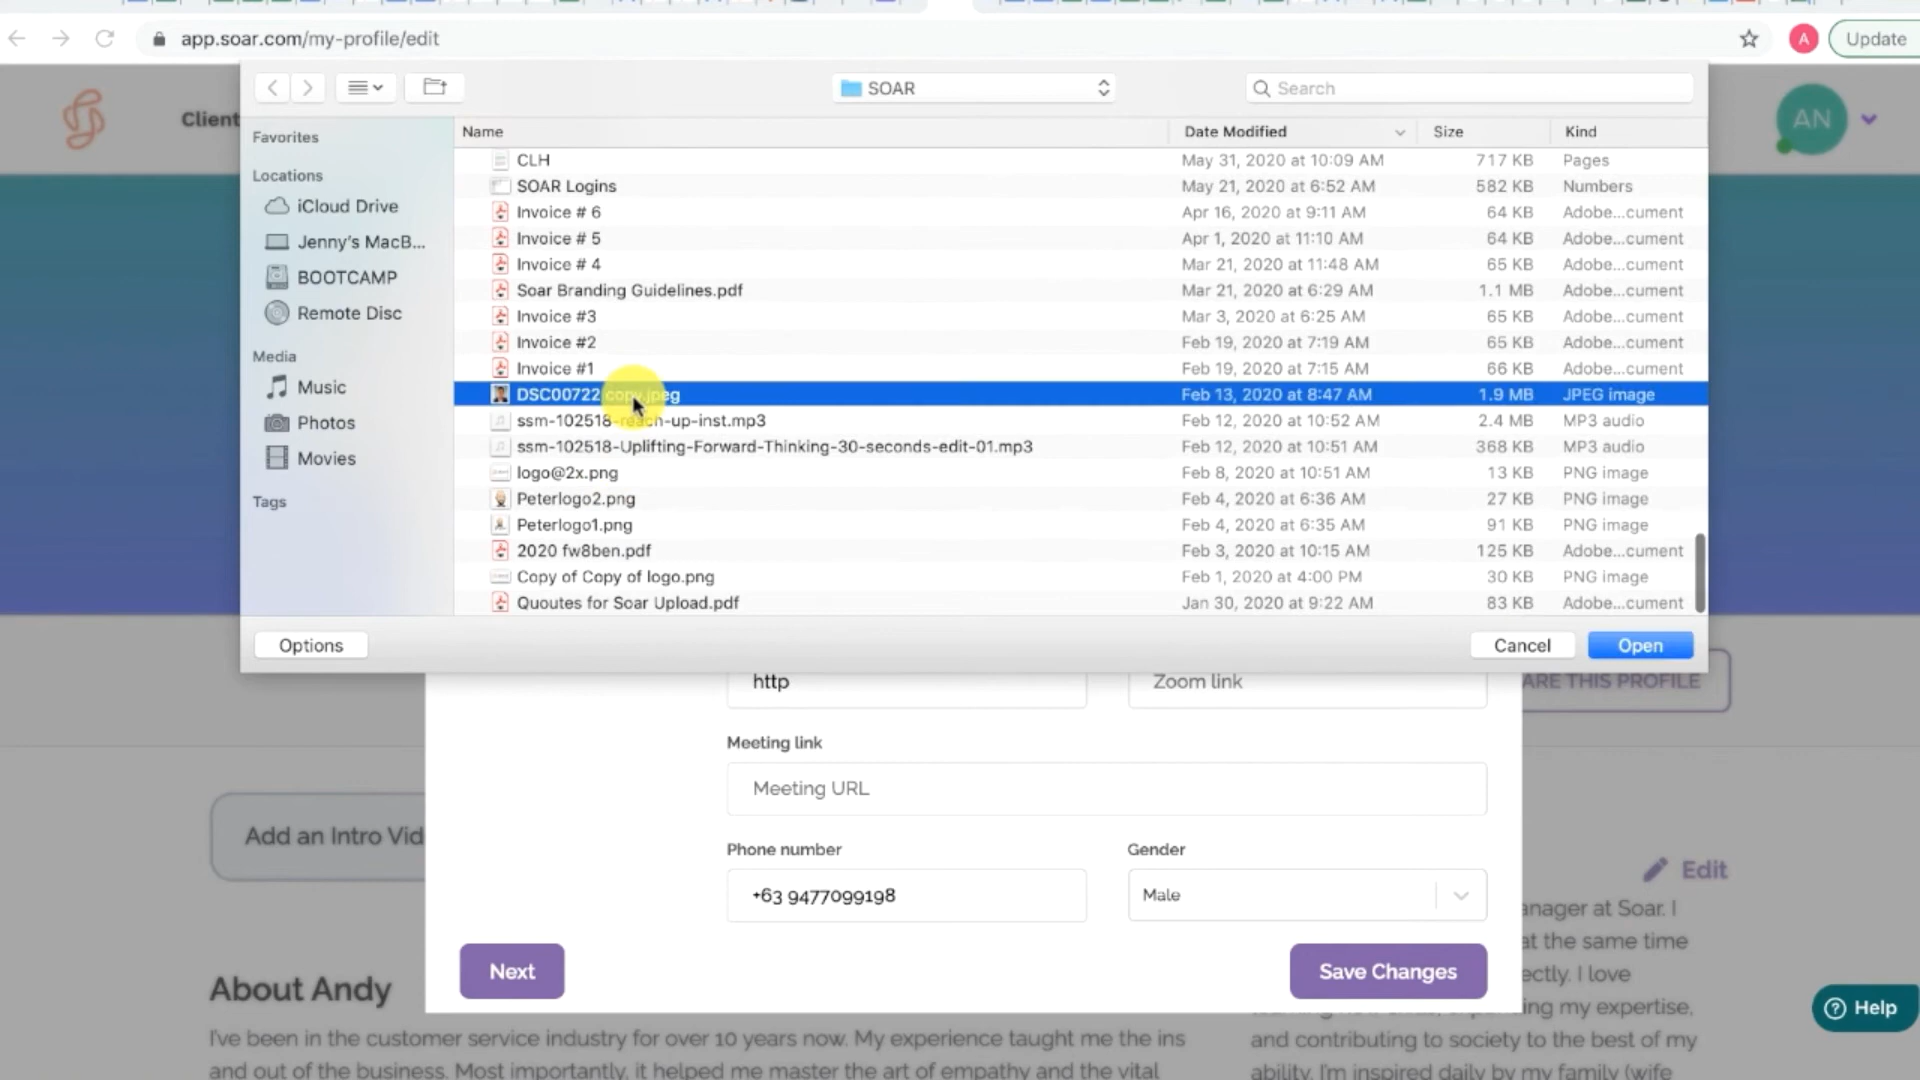 app.soar.com/my-profile/edit
A
Update
Client
SOAR
Search
AN
Favorites
Locations
iCloud Drive
Jenny's MacB...
BOOTCAMP
Remote Disc
Media
Music
Photos
Movies
Tags
Name Date Modified Size Kind
CLH May 31, 2020 at 10:09 AM 717 KB Pages
SOAR Logins May 21, 2020 at 6:52 AM 582 KB Numbers
Invoice # 6 Apr 16, 2020 at 9:11 AM 64 KB Adobe...cument
Invoice # 5 Apr 1, 2020 at 11:10 AM 64 KB Adobe...cument
Invoice # 4 Mar 21, 2020 at 11:48 AM 65 KB Adobe...cument
Soar Branding Guidelines.pdf Mar 21, 2020 at 6:29 AM 1.1 MB Adobe...cument
Invoice #3 Mar 3, 2020 at 6:25 AM 65 KB Adobe...cument
Invoice #2 Feb 19, 2020 at 7:19 AM 65 KB Adobe...cument
Invoice #1 Feb 19, 2020 at 7:15 AM 66 KB Adobe...cument
DSC00722 copy.jpeg Feb 13, 2020 at 8:47 AM 1.9 MB JPEG image
ssm-102518-reach-up-inst.mp3 Feb 12, 2020 at 10:52 AM 2.4 MB MP3 audio
ssm-102518-Uplifting-Forward-Thinking-30-seconds-edit-01.mp3 Feb 12, 2020 at 10:51 AM 368 KB MP3 audio
logo@2x.png Feb 8, 2020 at 10:51 AM 13 KB PNG image
Peterlogo2.png Feb 4, 2020 at 6:36 AM 27 KB PNG image
Peterlogo1.png Feb 4, 2020 at 6:35 AM 91 KB PNG image
2020 fw8ben.pdf Feb 3, 2020 at 10:15 AM 125 KB Adobe...cument
Copy of Copy of logo.png Feb 1, 2020 at 4:00 PM 30 KB PNG image
Quoutes for Soar Upload.pdf Jan 30, 2020 at 9:22 AM 83 KB Adobe...cument
Options
Cancel
Open
http
Zoom link
ARE THIS PROFILE
Meeting link
Meeting URL
Phone number
+63 9477099198
Gender
Male
Next
Save Changes
Add an Intro Vid
Edit
About Andy
I've been in the customer service industry for over 10 years now. My experience taught me the ins
and out of the business. Most importantly, it helped me master the art of empathy and the vital
anager at Soar. I
at the same time
ectly. I love
ing my expertise,
and contributing to society to the best of my
ability. I'm inspired daily by my family (wife
Help